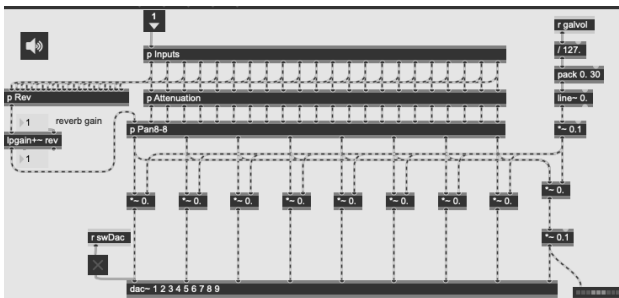 1
r galvol
p Inputs
/ 127.
pack 0. 30
p Rev
p Attenuation
line~ 0.
1
reverb gain
p Pan8-8
*~ 0.1
lpgain+~ rev
1
*~ 0.
*~ 0.
*~ 0.
*~ 0.
*~ 0.
*~ 0.
*~ 0.
*~ 0.
*~ 0.
r swDac
*~ 0.1
dac~ 1 2 3 4 5 6 7 8 9